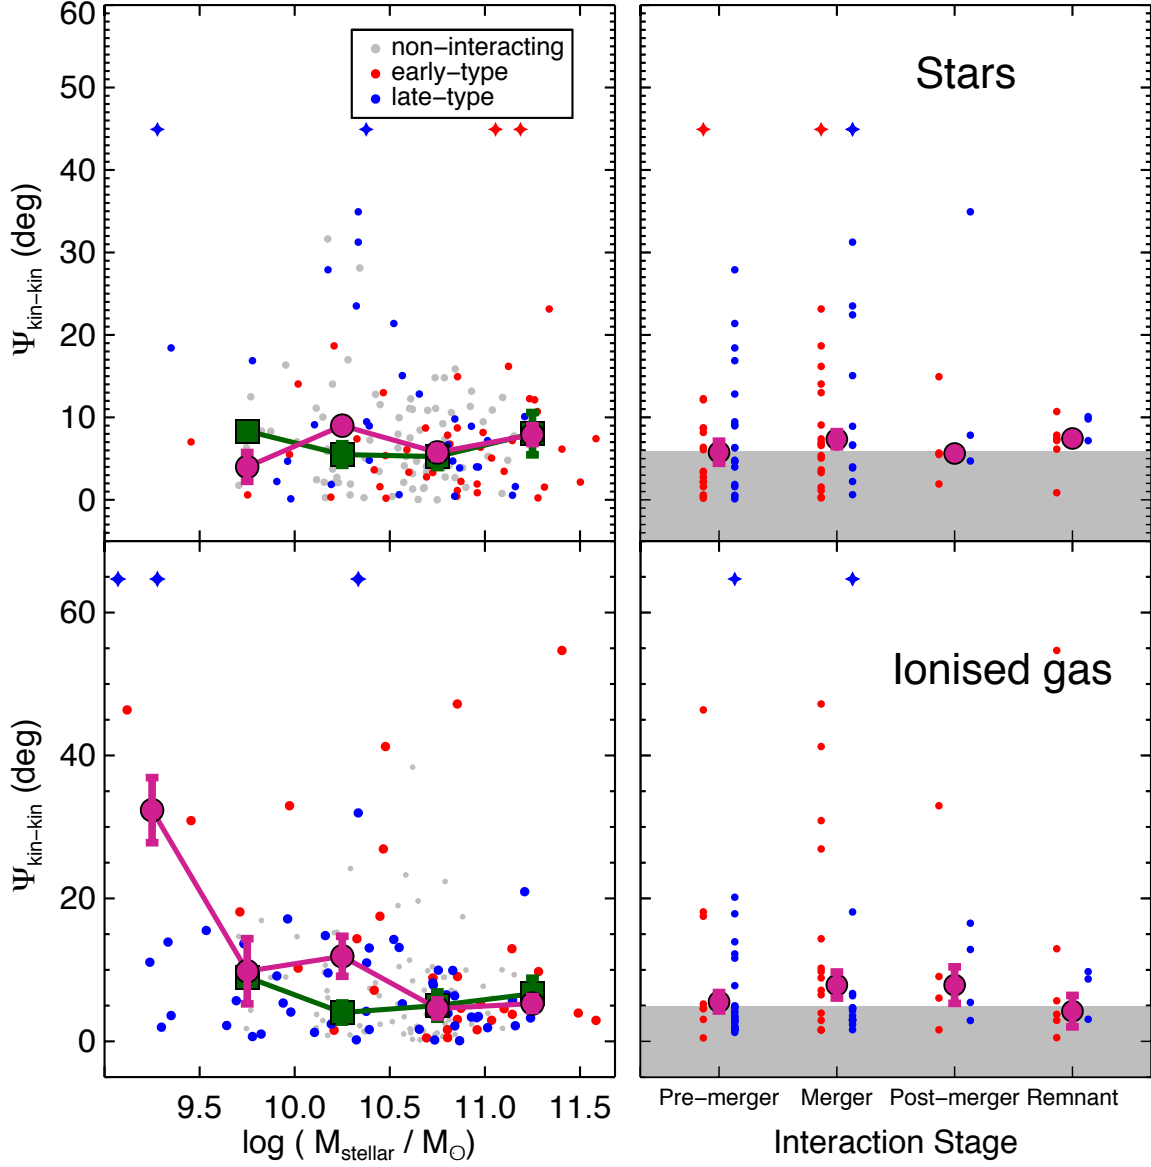 60
50
40
30
20
10
0
Ψkin−kin (deg)
non−interacting
early−type
late−type
Stars
60
40
20
0
Ψkin−kin (deg)
Ionised gas
9.5 10.0 10.5 11.0 11.5
log ( Mstellar / M⊙)
Pre−merger Merger Post−merger Remnant
Interaction Stage